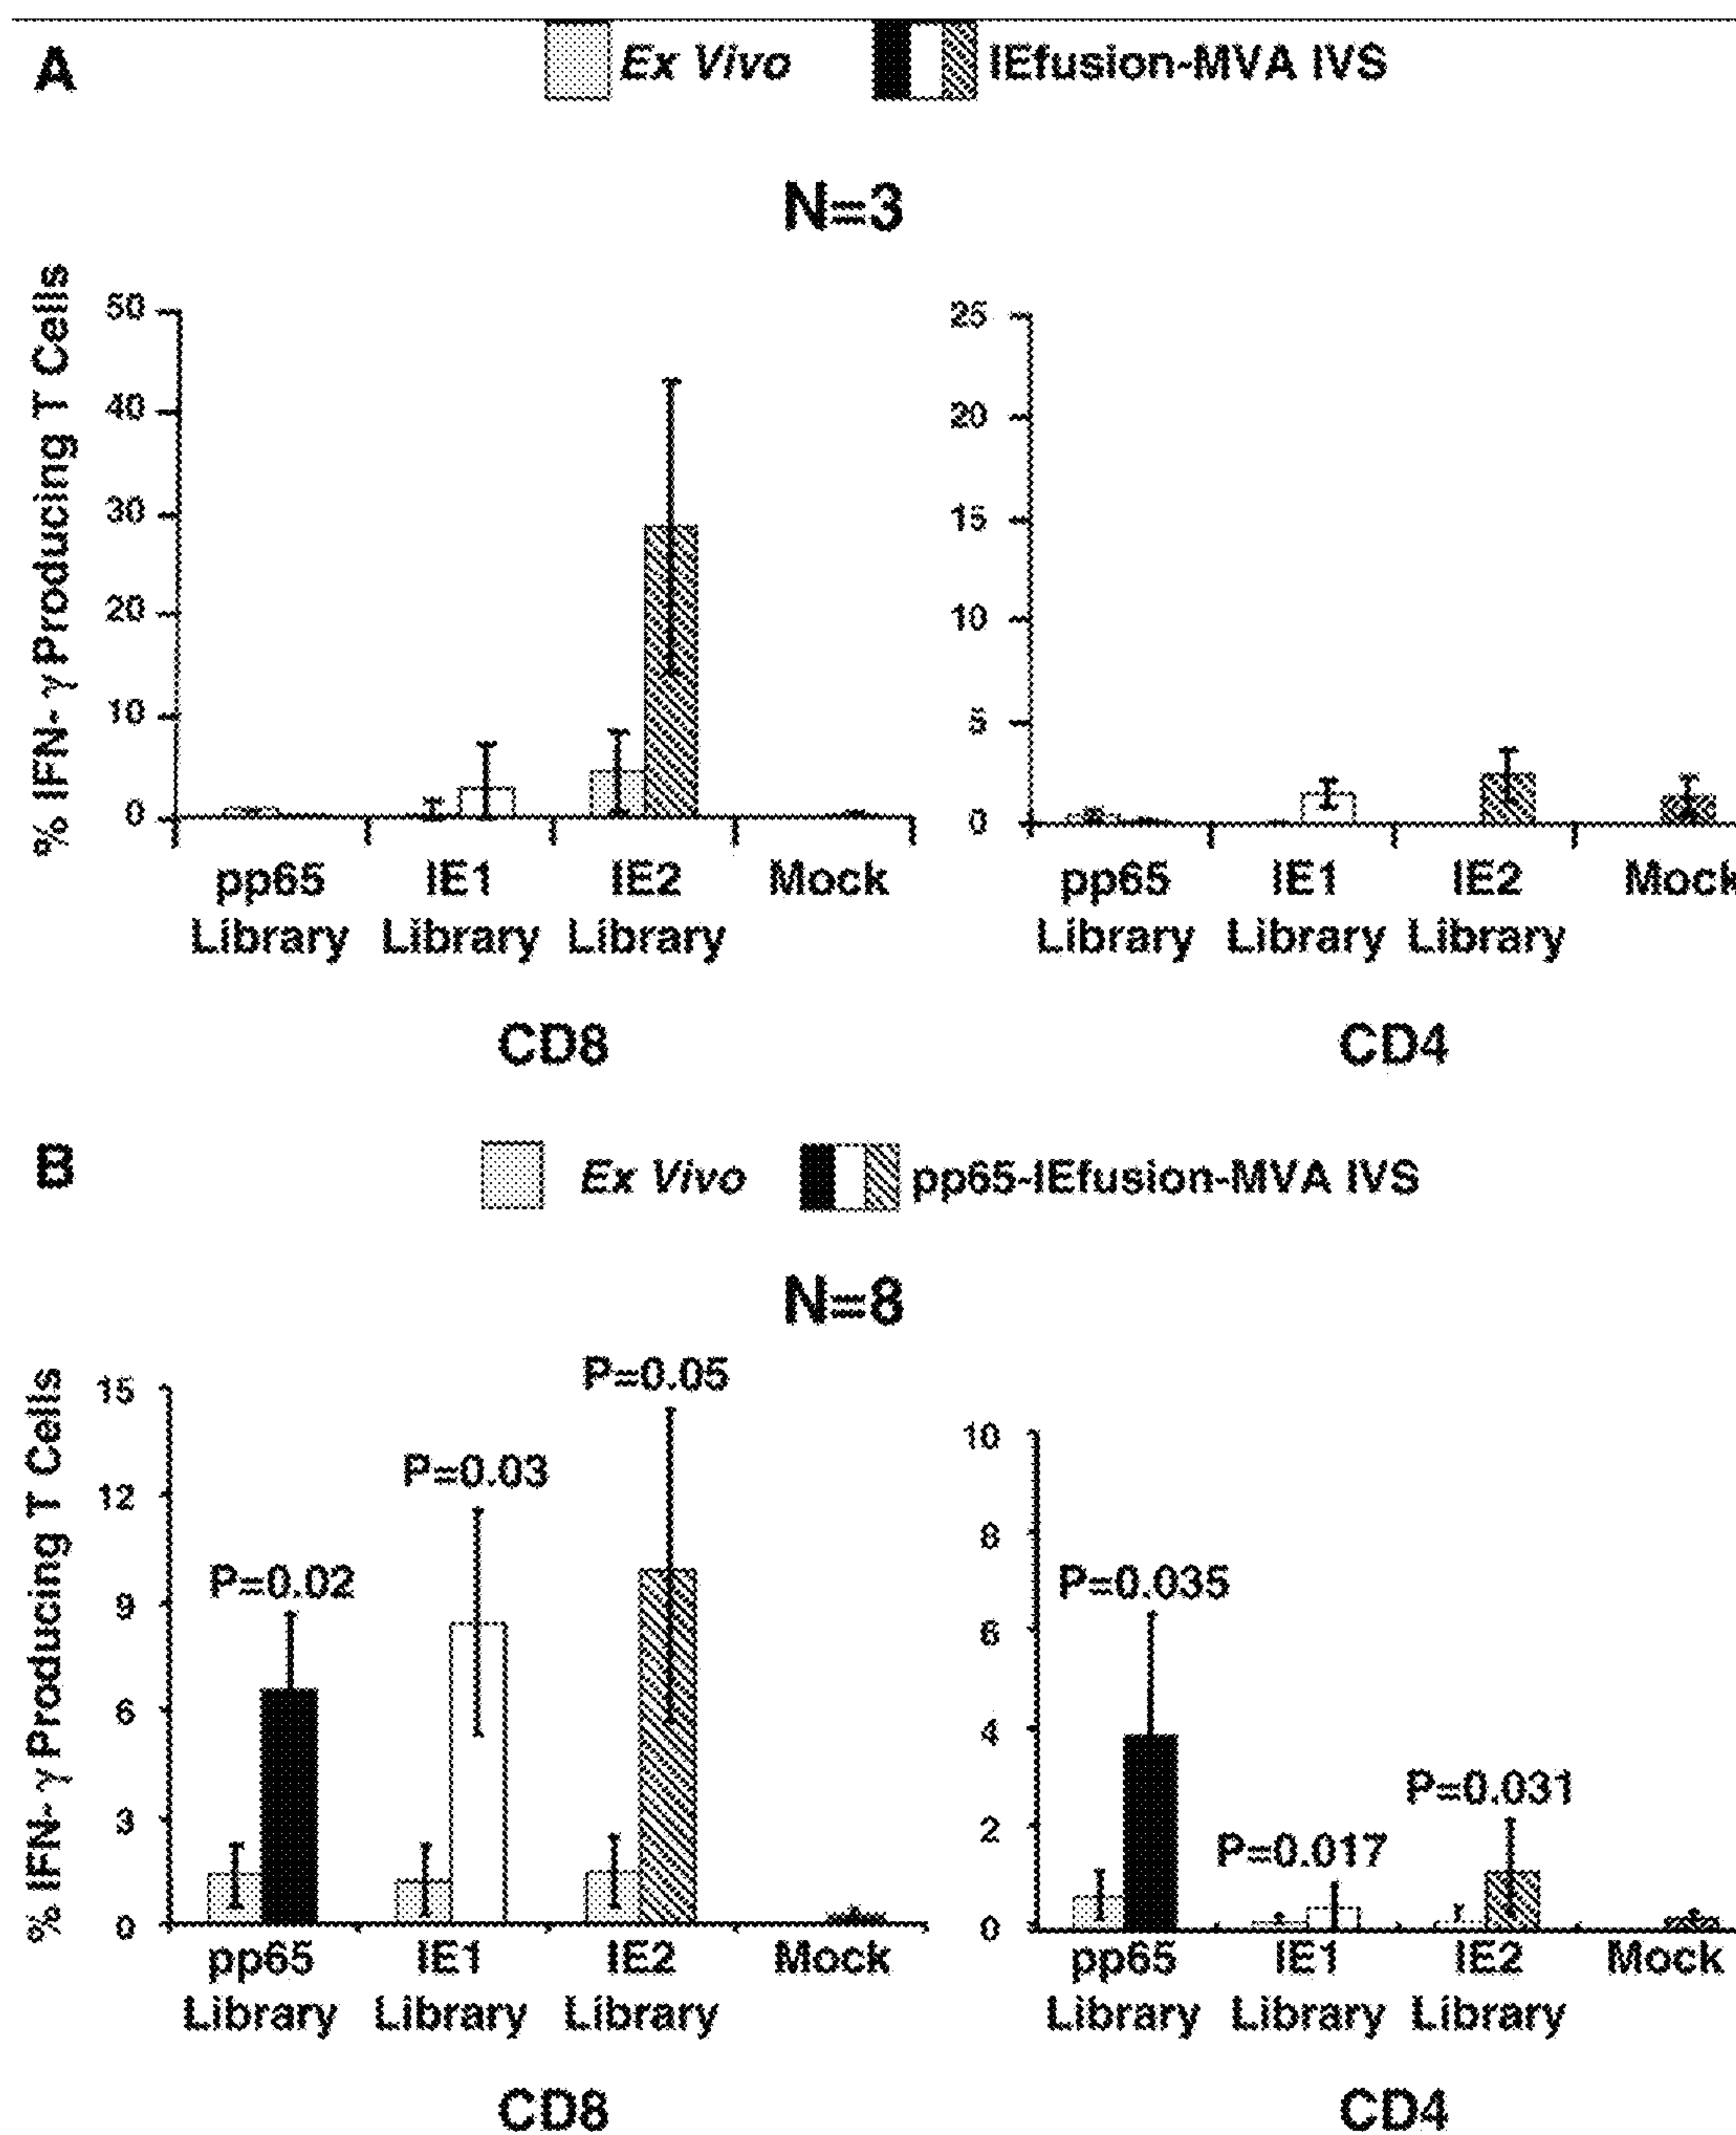 A
Ex Vivo IEfusion-MVA IVS
N=3
% IFN-γ Producing T Cells
50
40
30
20
10
0
pp65 IE1 IE2 Mock
Library Library Library
CD8
25
20
15
10
5
0
pp65 IE1 IE2 Mock
Library Library Library
CD4
B
Ex Vivo pp65-IEfusion-MVA IVS
N=8
% IFN-γ Producing T Cells
15
12
9
6
3
0
P=0.02
P=0.03
P=0.05
pp65 IE1 IE2 Mock
Library Library Library
CD8
10
8
6
4
2
0
P=0.035
P=0.017
P=0.031
pp65 IE1 IE2 Mock
Library Library Library
CD4